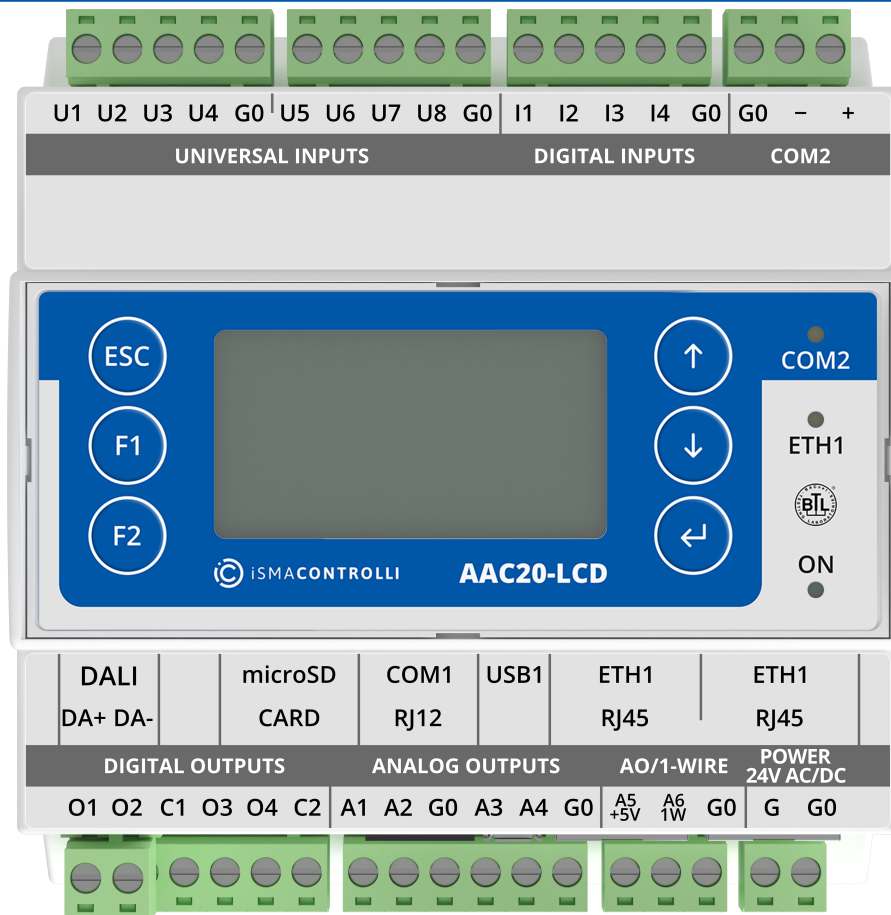 U1 U2 U3 U4 G0 U5 U6 U7 U8 G0 I1 I2 I3 I4 G0 G0 − +
UNIVERSAL INPUTS DIGITAL INPUTS COM2
ESC
F1
F2
↑
↓
↵
COM2
ETH1
BTL
ON
iSMACONTROLLI AAC20-LCD
DALI microSD COM1 USB1 ETH1 ETH1
DA+ DA- CARD RJ12 RJ45 RJ45
DIGITAL OUTPUTS ANALOG OUTPUTS AO/1-WIRE POWER
24V AC/DC
O1 O2 C1 O3 O4 C2 A1 A2 G0 A3 A4 G0 A5 A6 G0 G G0
+5V 1W